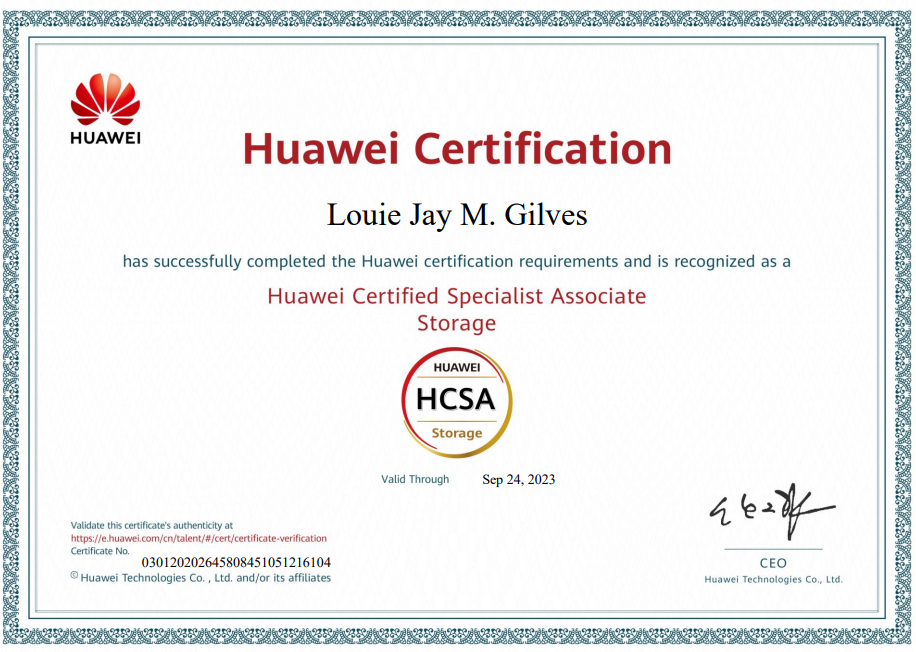 HUAWEI
Huawei Certification
Louie Jay M. Gilves
has successfully completed the Huawei certification requirements and is recognized as a
Huawei Certified Specialist Associate
Storage
HUAWEI
HCSA
Storage
Valid Through Sep 24, 2023
Validate this certificate's authenticity at
https://e.huawei.com/cn/talent/#/cert/certificate-verification
Certificate No.
030120202645808451051216104
© Huawei Technologies Co. , Ltd. and/or its affiliates
CEO
Huawei Technologies Co., Ltd.